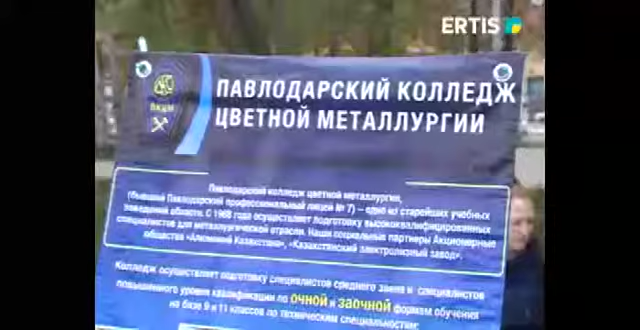 ERTIS
ПАВЛОДАРСКИЙ КОЛЛЕДЖ
ЦВЕТНОЙ МЕТАЛЛУРГИИ
ПКЦМ
Павлодарский колледж цветной металлургии,
(бывший Павлодарский профессиональный лицей № 7) – одно из старейших учебных
заведений области. С 1968 года осуществляет подготовку высококвалифицированных
специалистов для металлургической отрасли. Наши социальные партнеры Акционерные
общества «Алюминий Казахстана», «Казахстанский электролизный завод».
Колледж осуществляет подготовку специалистов среднего звена и специалистов
повышенного уровня квалификации по очной и заочной формам обучения
на базе 9 и 11 классов по техническим специальностям: